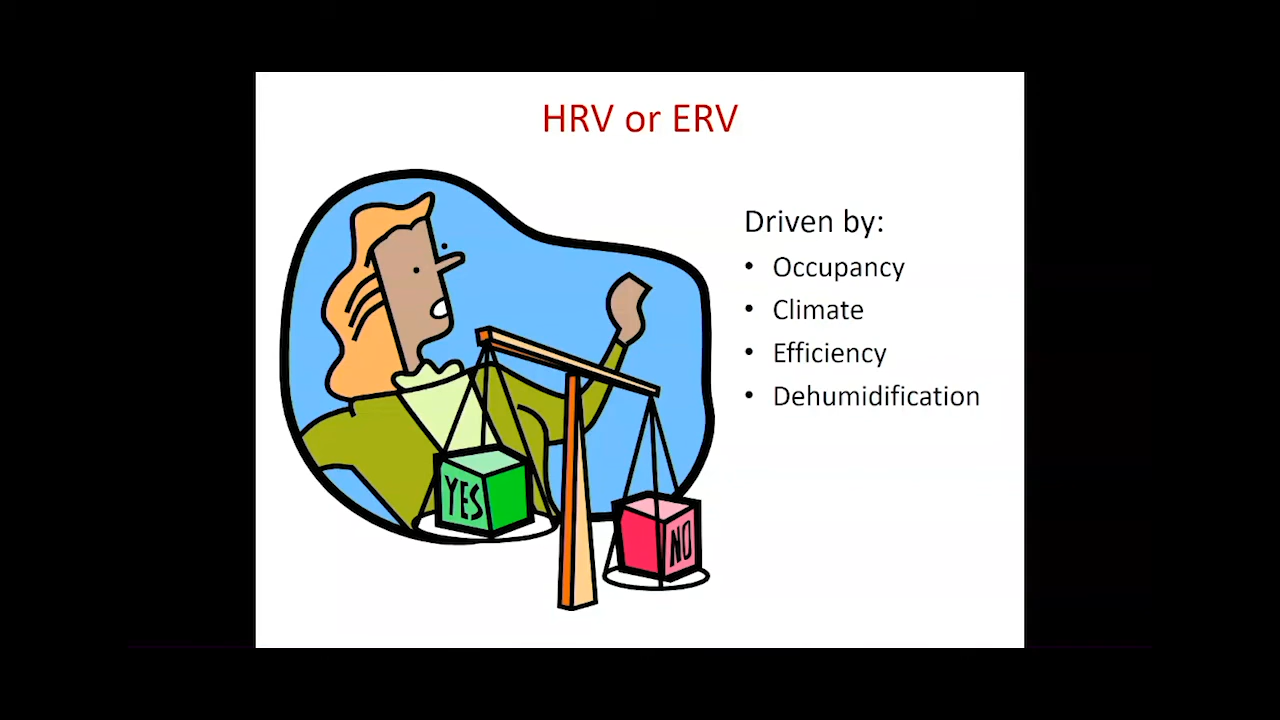 HRV or ERV
Driven by:
• Occupancy
• Climate
• Efficiency
• Dehumidification
YES
NO